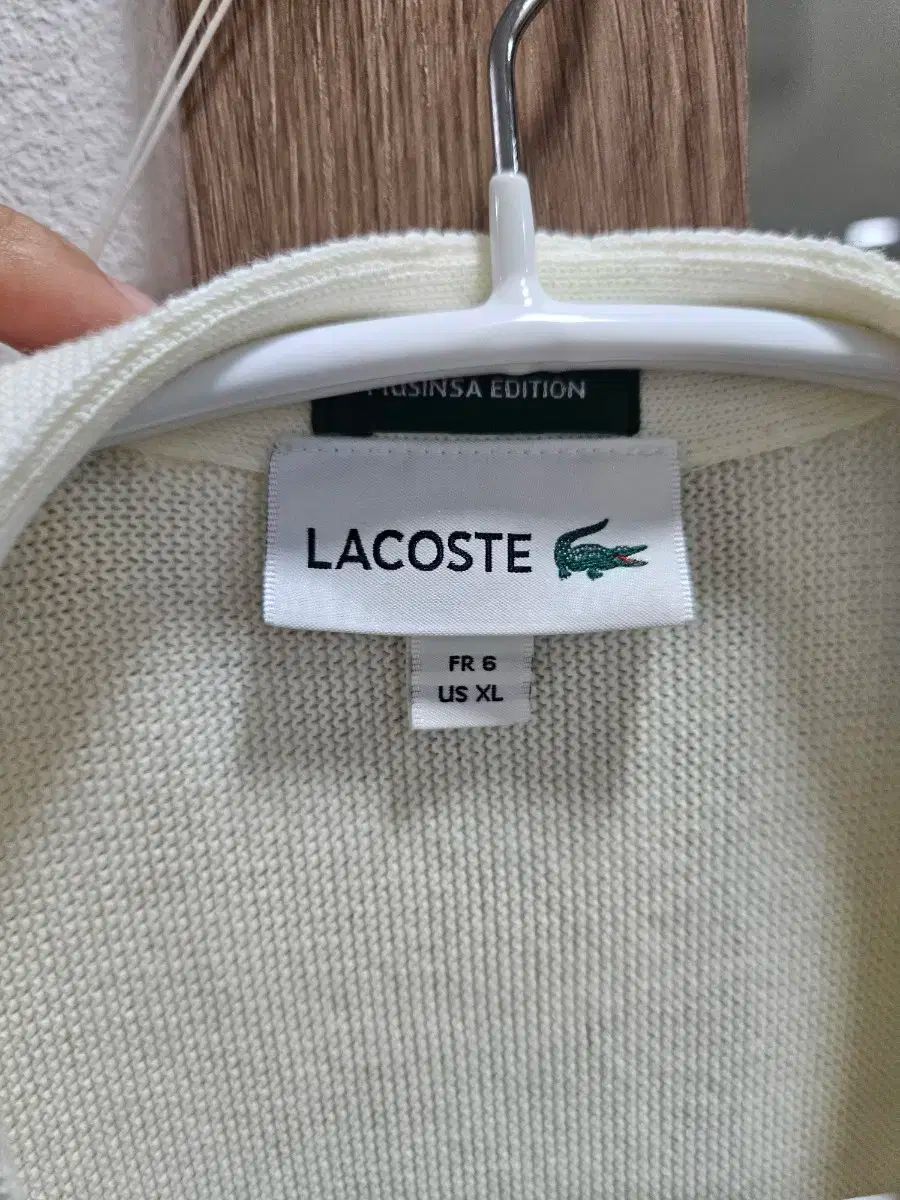 MUSINSA EDITION
LACOSTE
FR 6
US XL